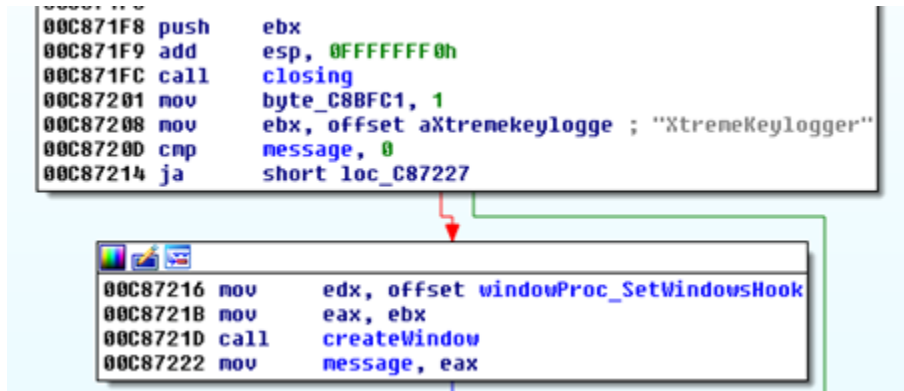 00C871F8 push ebx
00C871F9 add esp, 0FFFFFFF0h
00C871FC call closing
00C87201 mov byte_C8BFC1, 1
00C87208 mov ebx, offset aXtremekeylogge ; "XtremeKeylogger"
00C8720D cmp message, 0
00C87214 ja short loc_C87227
00C87216 mov edx, offset windowProc_SetWindowsHook
00C8721B mov eax, ebx
00C8721D call createWindow
00C87222 mov message, eax